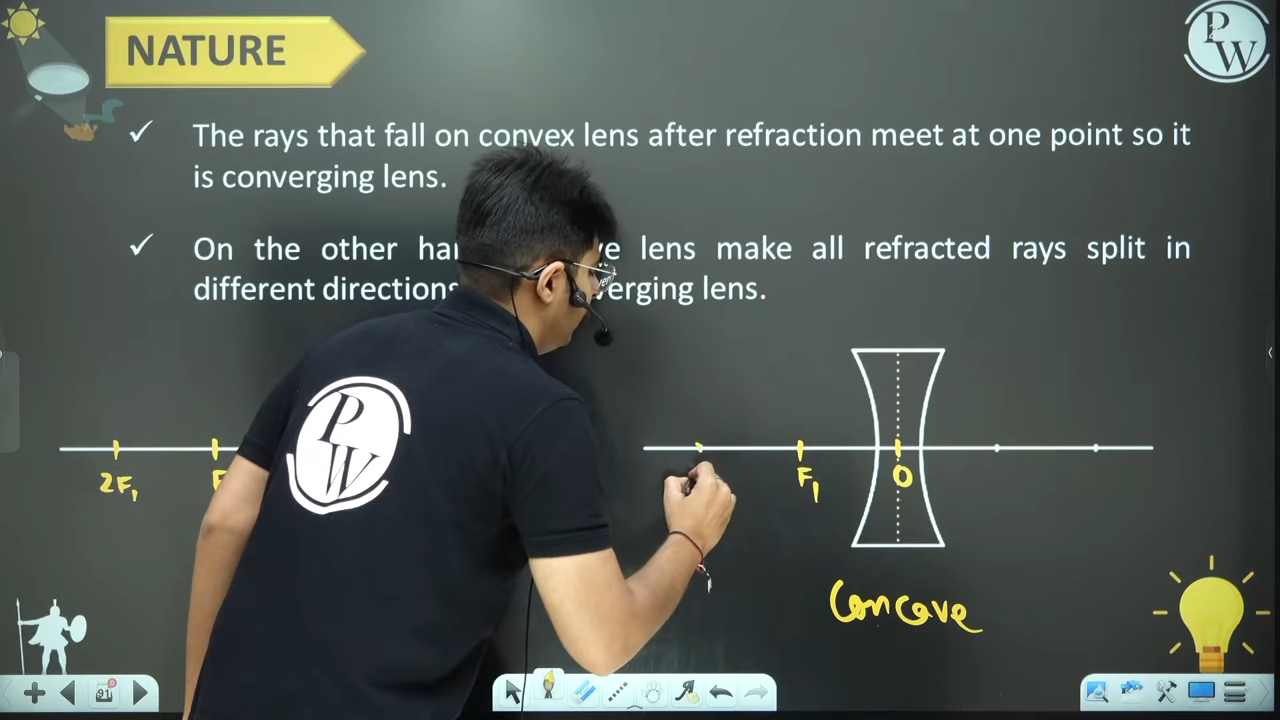 NATURE
PW
✓ The rays that fall on convex lens after refraction meet at one point so it
is converging lens.
✓ On the other lens make all refracted rays split in
different directions lens.
2F₁
F₁
O
Concave
PW
91